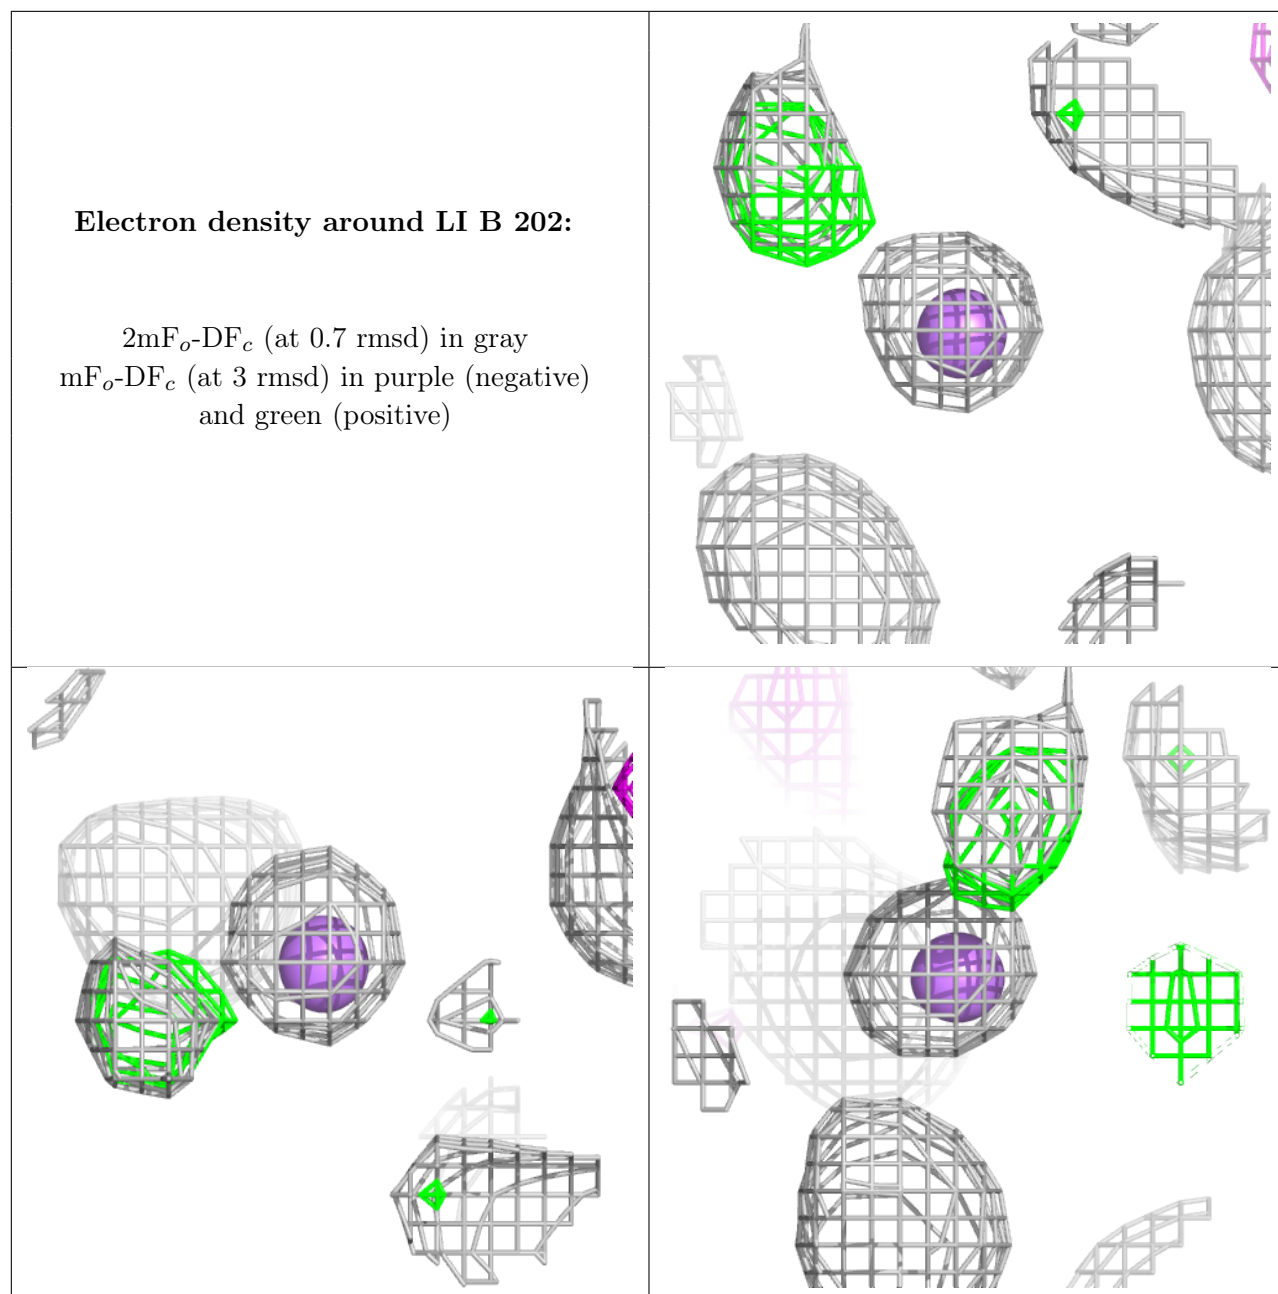 Electron density around LI B 202:
2mFo-DFc (at 0.7 rmsd) in gray
mFo-DFc (at 3 rmsd) in purple (negative)
and green (positive)